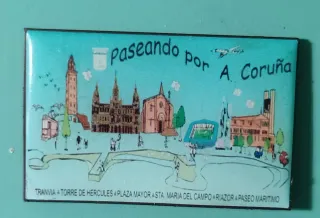 Paseando por A Coruña
TRANVIA TORRE DE HERCULES PLAZA MAYOR STA. MARIA DEL CAMPO RIAZOR PASEO MARITIMO